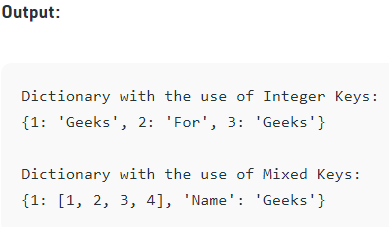 Output:
Dictionary with the use of Integer Keys:
{1: 'Geeks', 2: 'For', 3: 'Geeks'}
Dictionary with the use of Mixed Keys:
{1: [1, 2, 3, 4], 'Name': 'Geeks'}